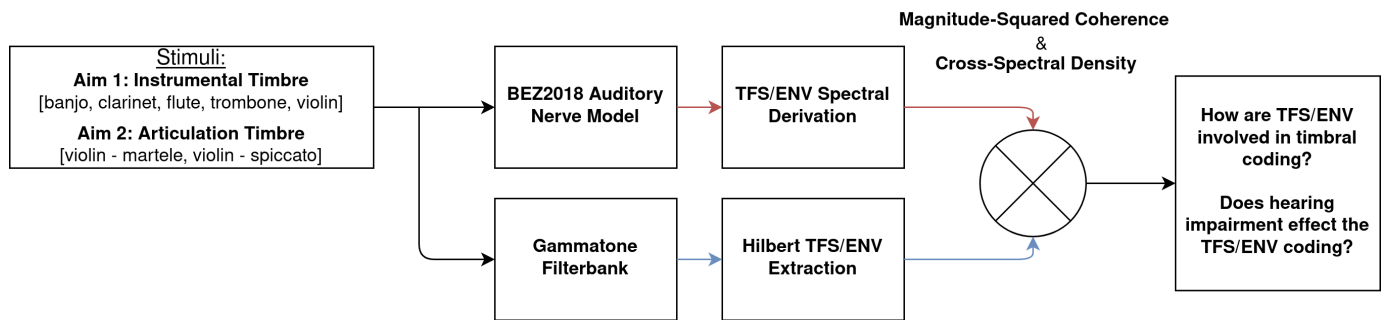 Stimuli:
Aim 1: Instrumental Timbre
[banjo, clarinet, flute, trombone, violin]
Aim 2: Articulation Timbre
[violin - martele, violin - spiccato]
BEZ2018 Auditory
Nerve Model
TFS/ENV Spectral
Derivation
Gammatone
Filterbank
Hilbert TFS/ENV
Extraction
Magnitude-Squared Coherence
&
Cross-Spectral Density
How are TFS/ENV
involved in timbral
coding?
Does hearing
impairment effect the
TFS/ENV coding?